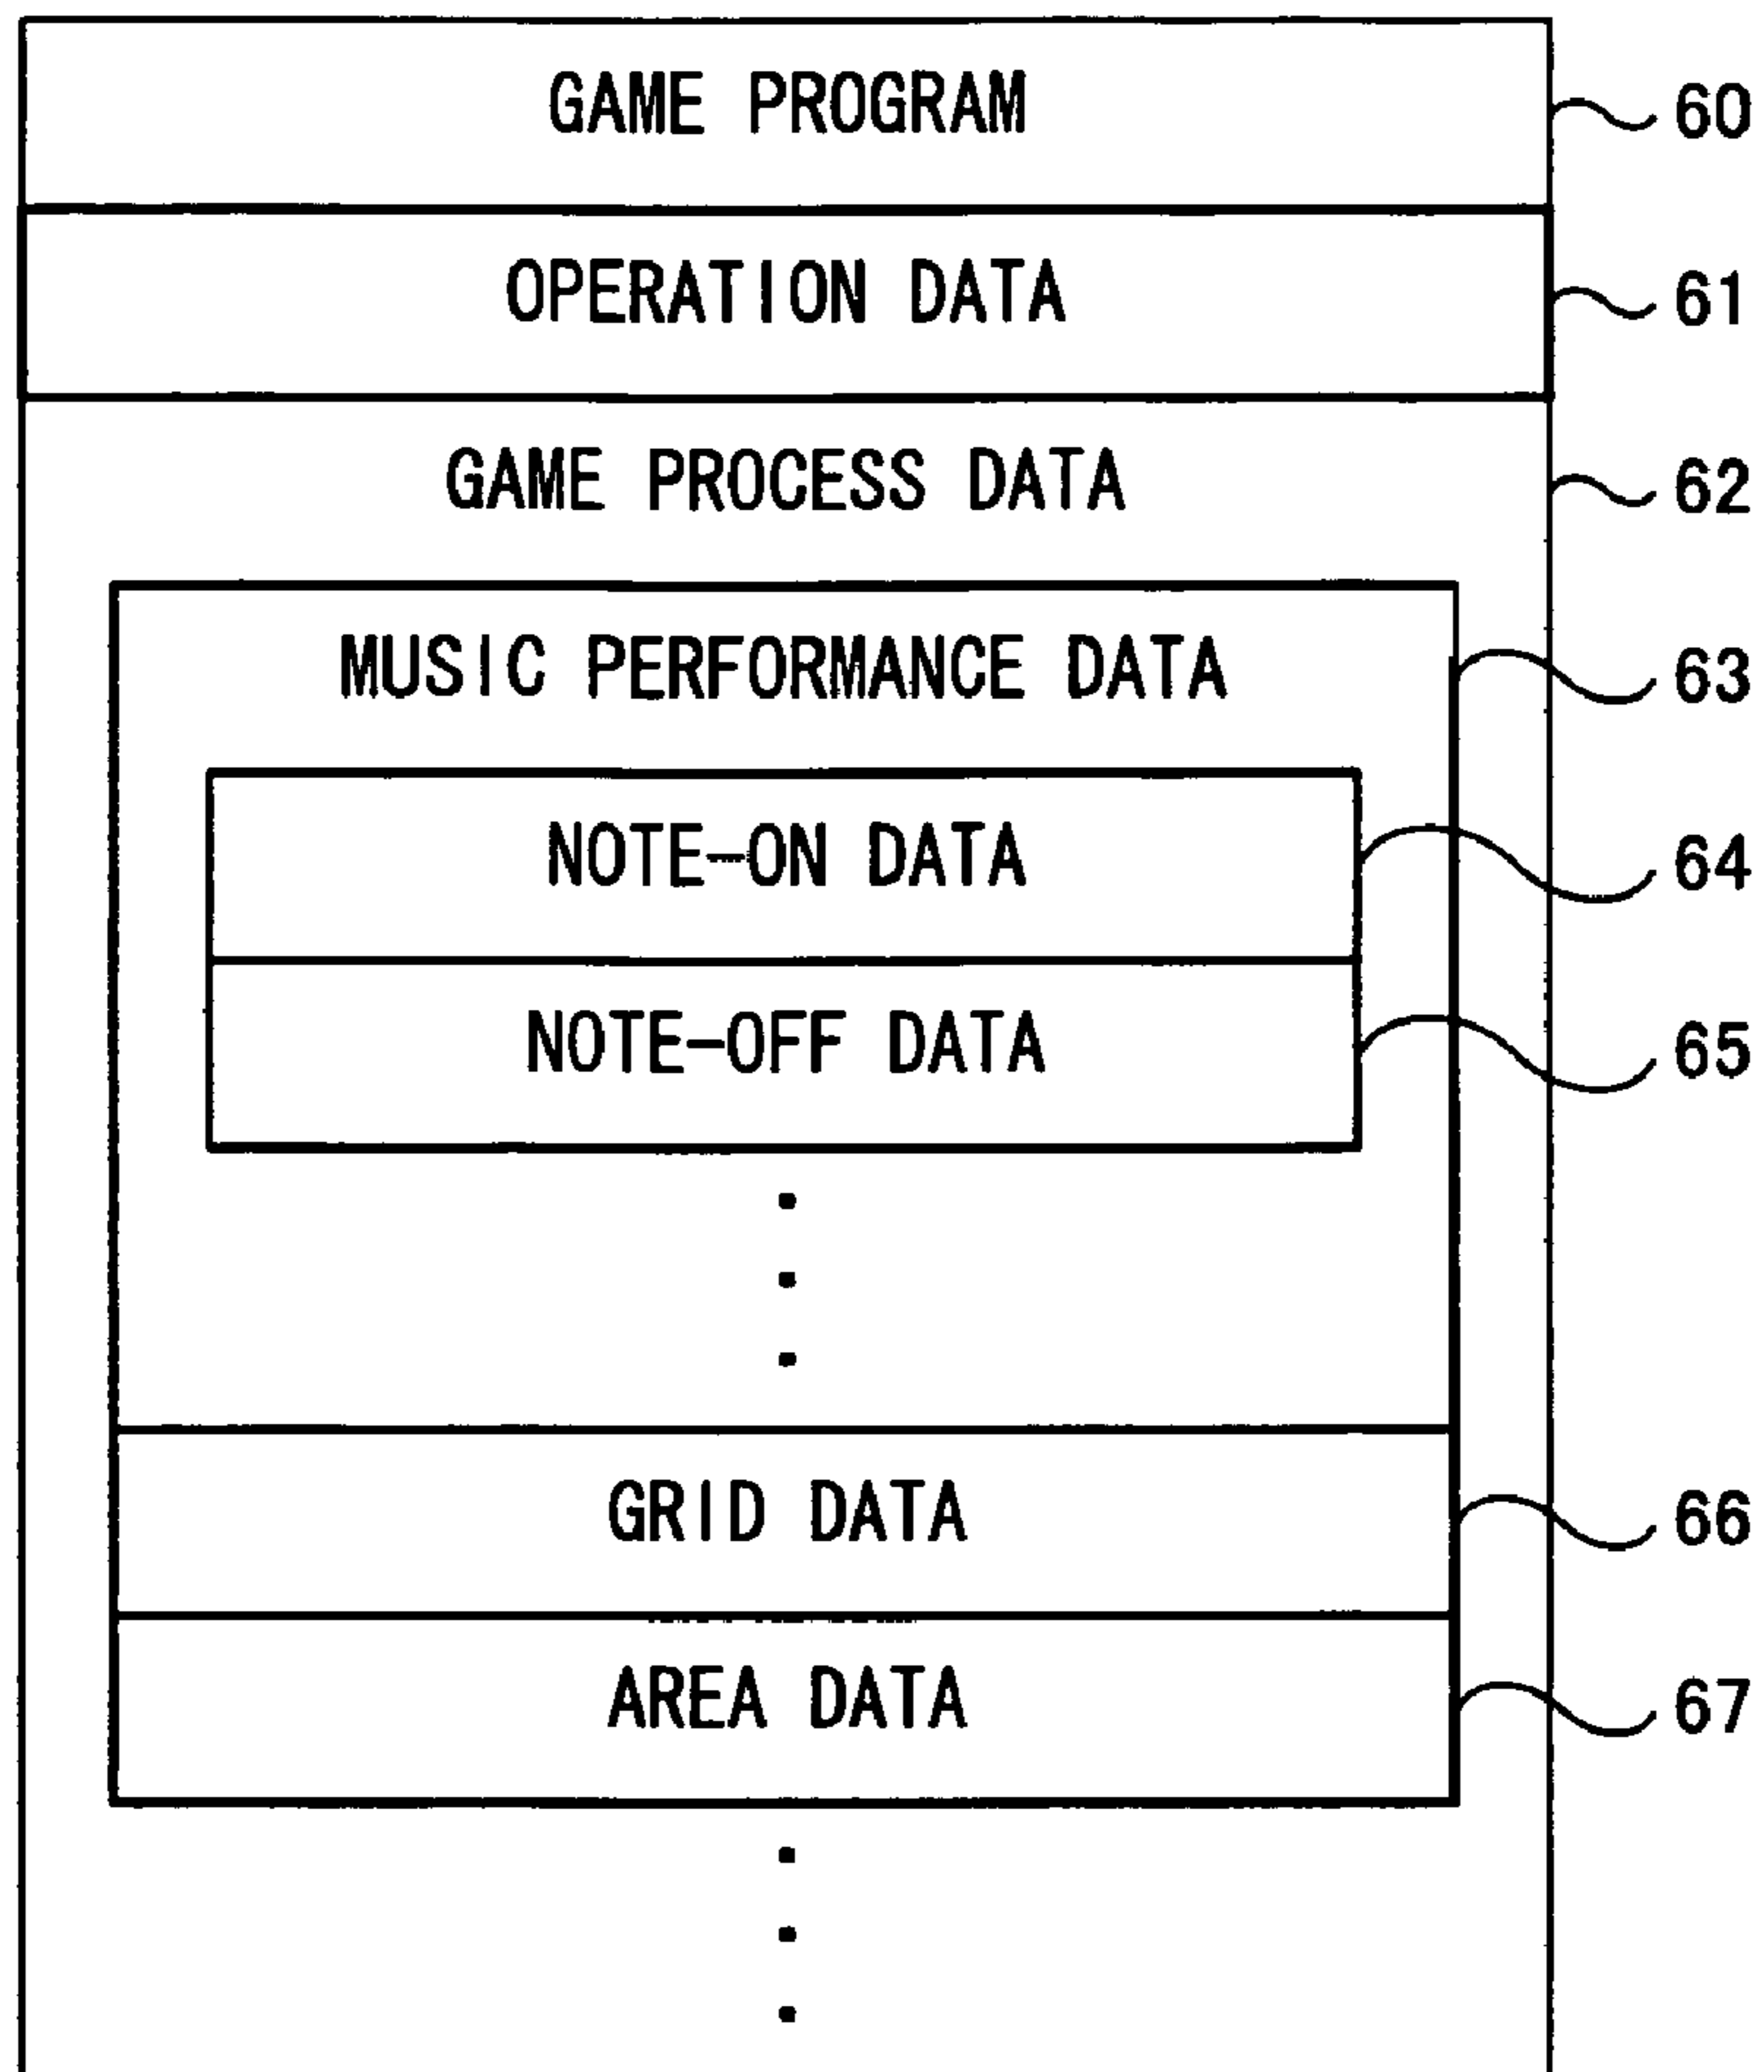 GAME PROGRAM 60
OPERATION DATA 61
GAME PROCESS DATA 62
MUSIC PERFORMANCE DATA 63
NOTE-ON DATA 64
NOTE-OFF DATA 65
GRID DATA 66
AREA DATA 67